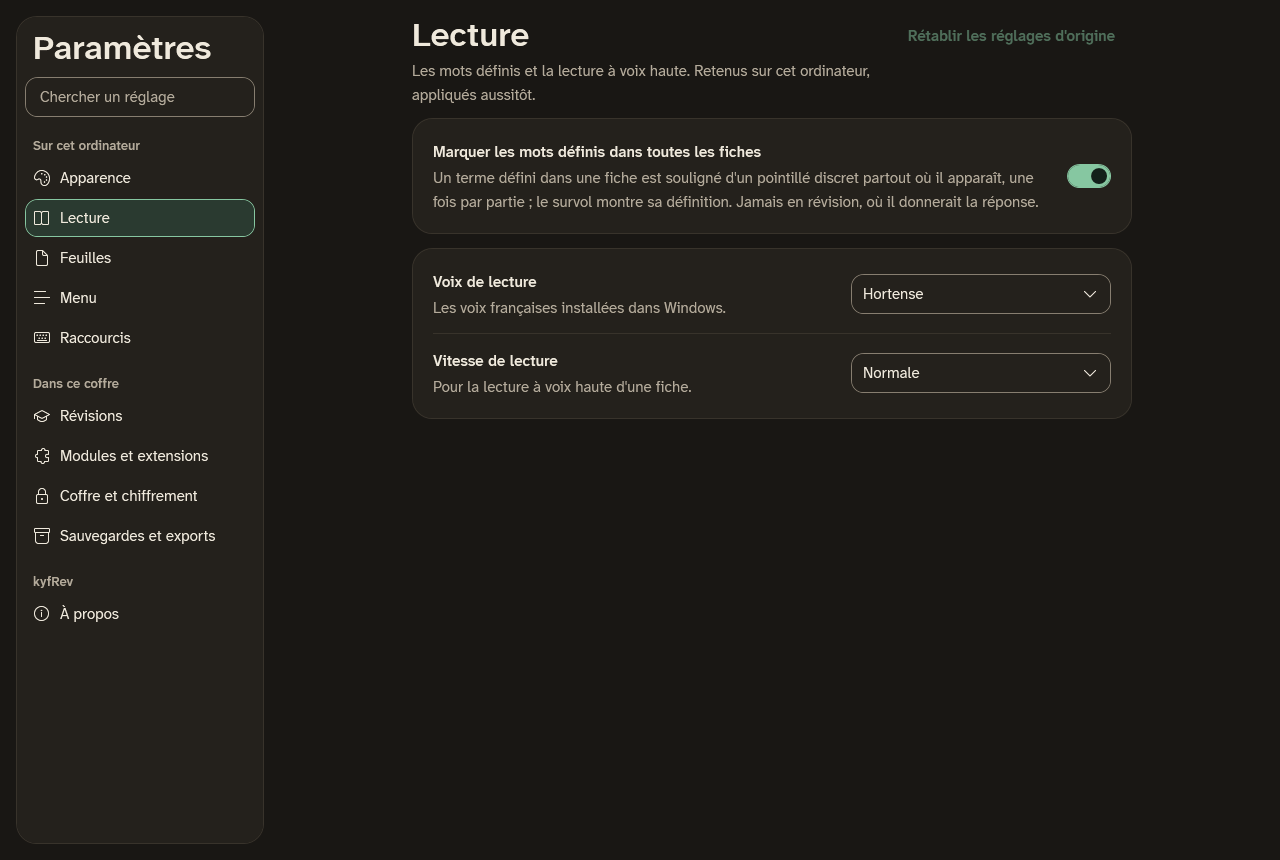 Paramètres
Chercher un réglage
Sur cet ordinateur
Apparence
Lecture
Feuilles
Menu
Raccourcis
Dans ce coffre
Révisions
Modules et extensions
Coffre et chiffrement
Sauvegardes et exports
kyfRev
À propos
Lecture
Rétablir les réglages d'origine
Les mots définis et la lecture à voix haute. Retenus sur cet ordinateur,
appliqués aussitôt.
Marquer les mots définis dans toutes les fiches
Un terme défini dans une fiche est souligné d'un pointillé discret partout où il apparaît, une
fois par partie ; le survol montre sa définition. Jamais en révision, où il donnerait la réponse.
Voix de lecture
Les voix françaises installées dans Windows.
Hortense
Vitesse de lecture
Pour la lecture à voix haute d'une fiche.
Normale